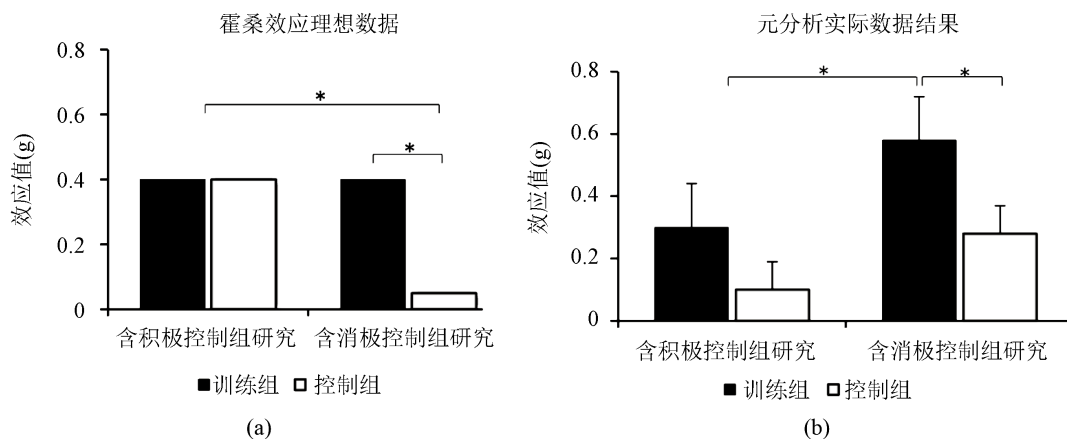 霍桑效应理想数据
0.8
0.6
0.4
0.2
0
效应值(g)
*
*
含积极控制组研究 含消极控制组研究
训练组 控制组
(a)
元分析实际数据结果
0.8
0.6
0.4
0.2
0
效应值(g)
* *
含积极控制组研究 含消极控制组研究
训练组 控制组
(b)